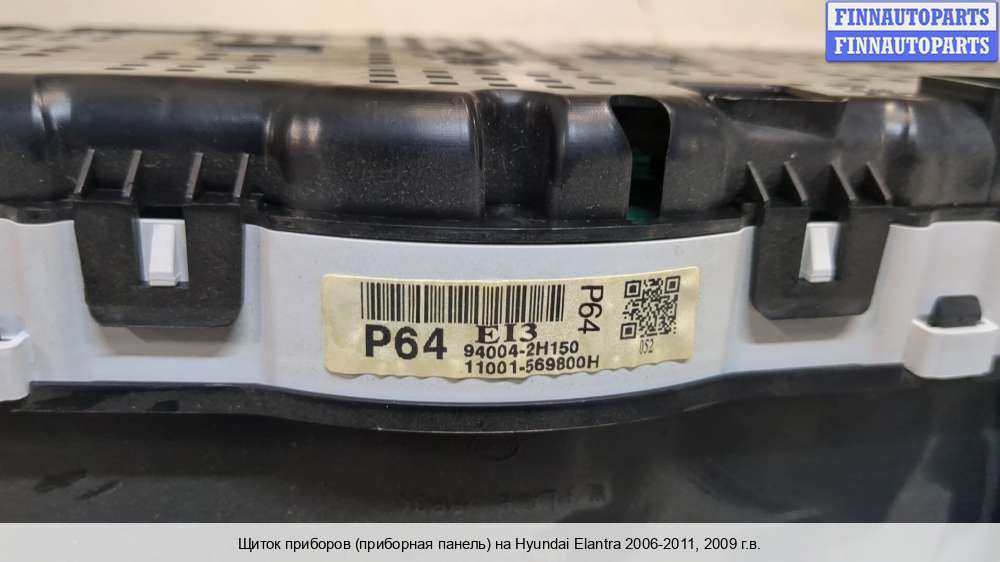 FINNAUTOPARTS
FINNAUTOPARTS
P64
EI3
94004-2H150
11001-569800H
P64
052
Щиток приборов (приборная панель) на Hyundai Elantra 2006-2011, 2009 г.в.